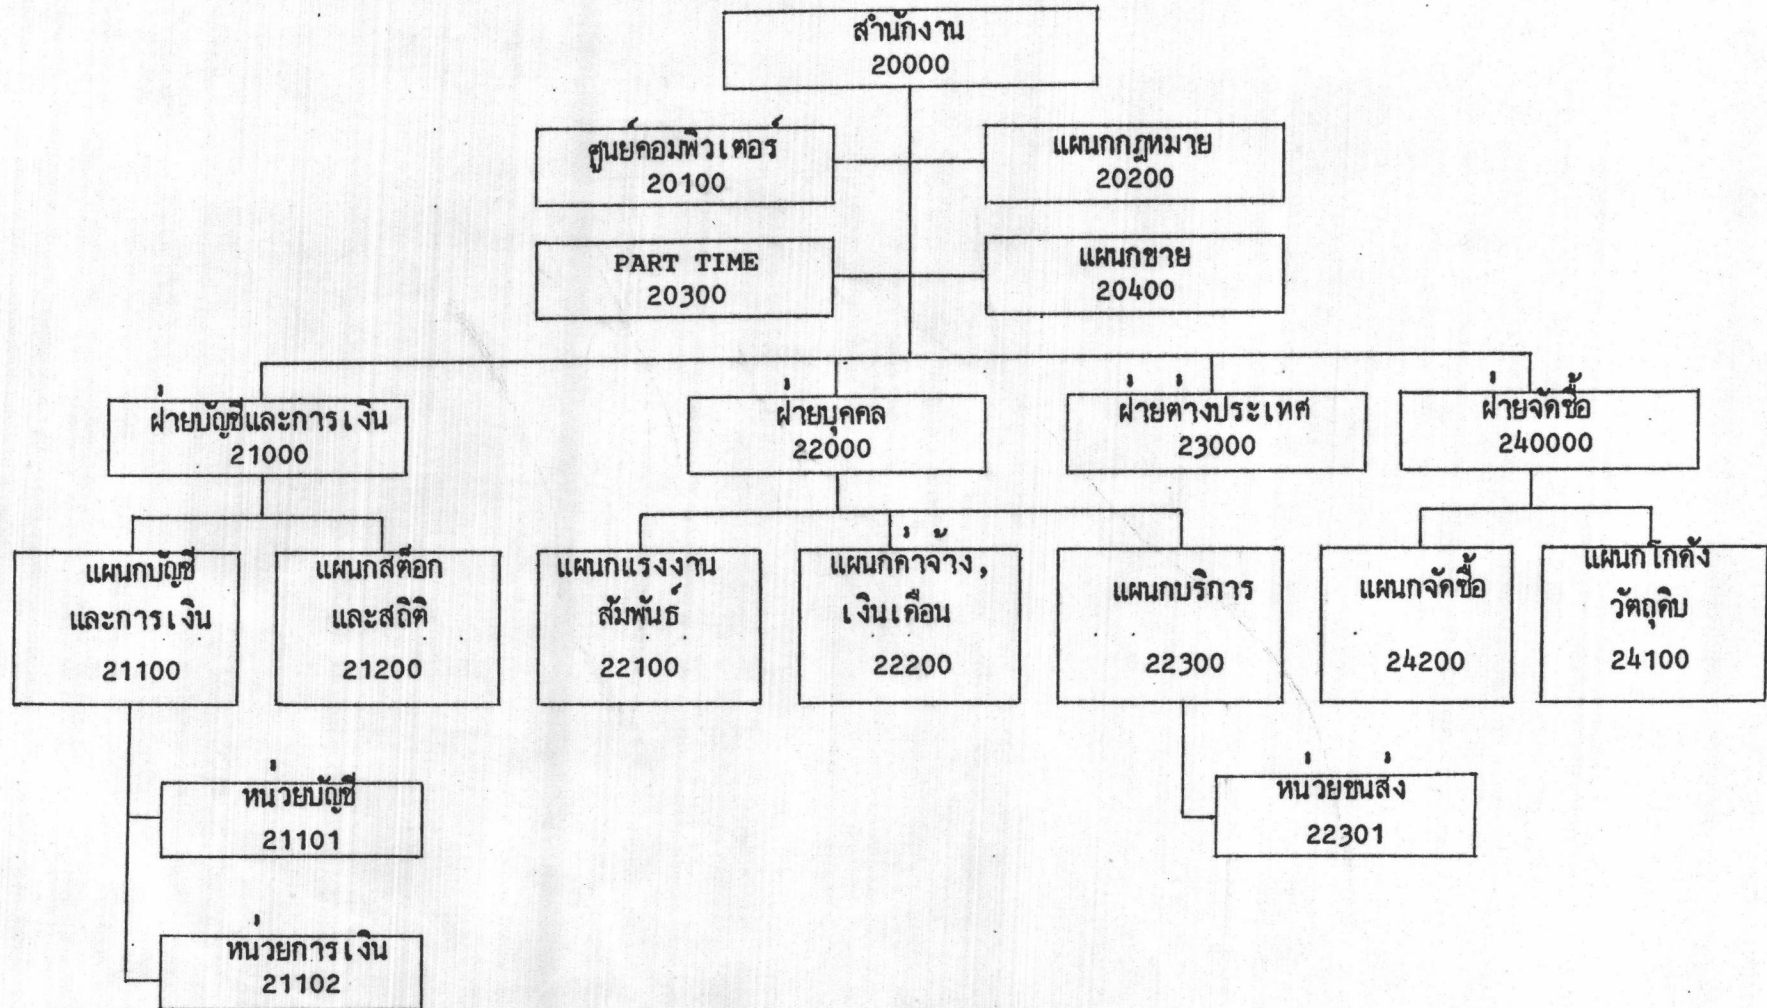 สำนักงาน
20000
ศูนย์คอมพิวเตอร์
20100
แผนกกฎหมาย
20200
PART TIME
20300
แผนกขาย
20400
ฝ่ายบัญชีและการเงิน
21000
ฝ่ายบุคคล
22000
ฝ่ายต่างประเทศ
23000
ฝ่ายจัดซื้อ
240000
แผนกบัญชี
และการเงิน
21100
แผนกสต็อก
และสถิติ
21200
แผนกแรงงาน
สัมพันธ์
22100
แผนกค่าจ้าง,
เงินเดือน
22200
แผนกบริการ
22300
แผนกจัดซื้อ
24200
แผนกโกดัง
วัตถุดิบ
24100
หน่วยบัญชี
21101
หน่วยขนส่ง
22301
หน่วยการเงิน
21102